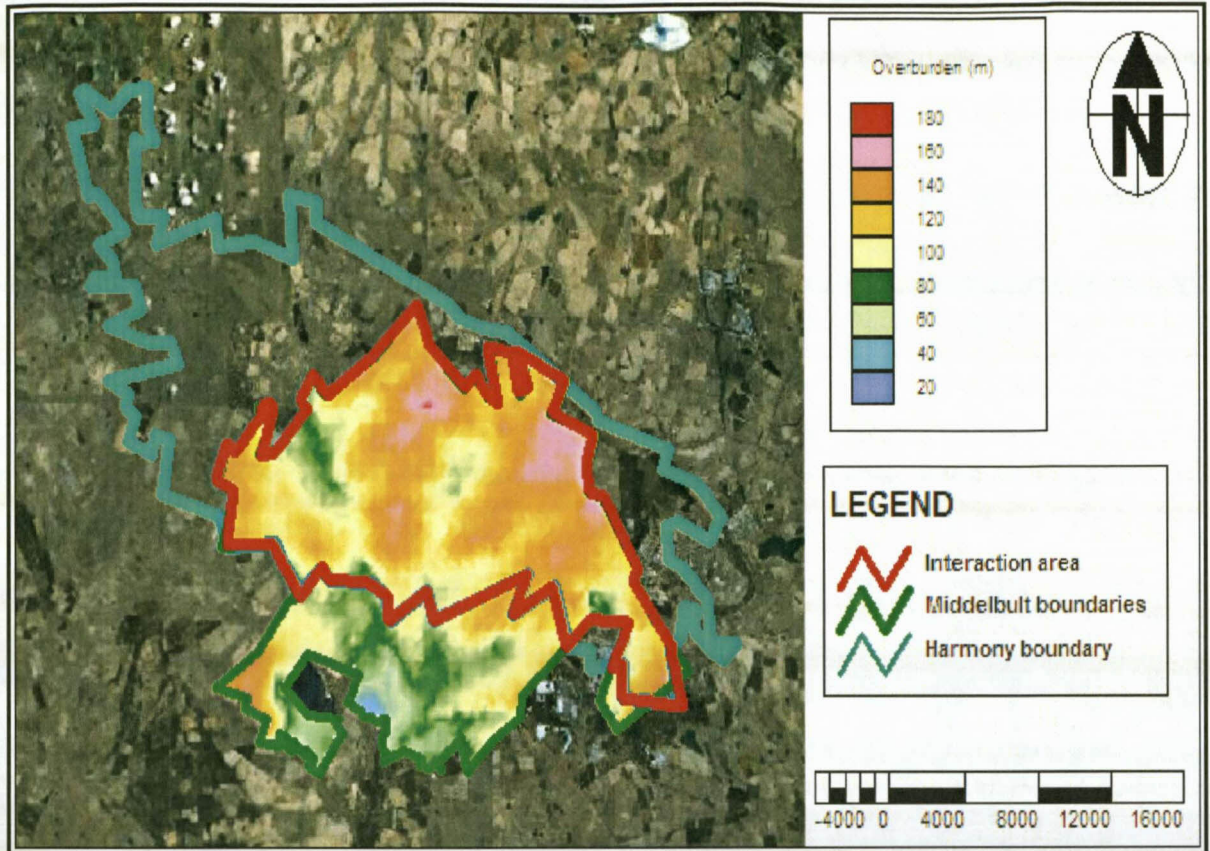 Overburden (m)
180
160
140
120
100
80
60
40
20
N
LEGEND
Interaction area
Middelbult boundaries
Harmony boundary
-4000 0 4000 8000 12000 16000